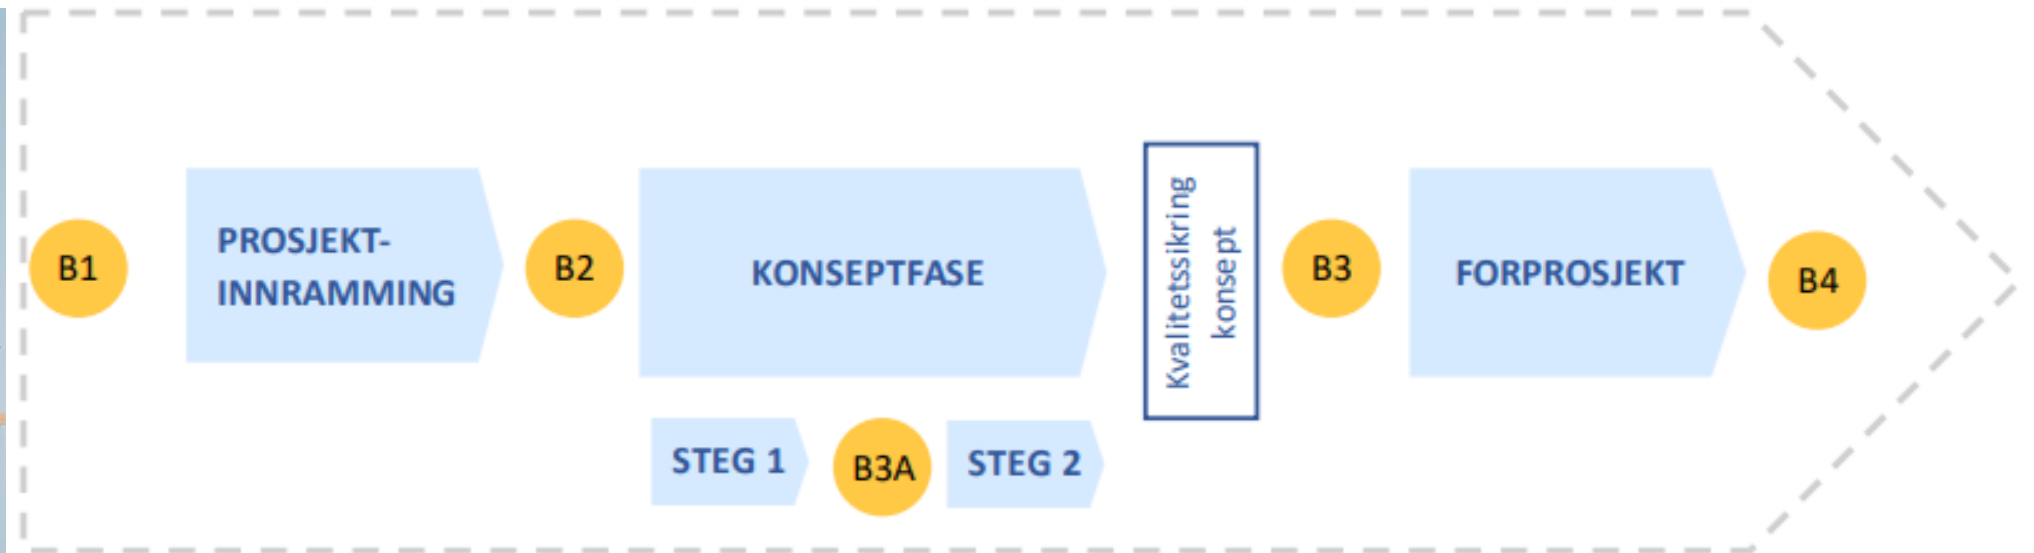 B1
PROSJEKT-
INNRAMMING
B2
KONSEPTFASE
STEG 1
B3A
STEG 2
Kvalitetssikring
konsept
B3
FORPROSJEKT
B4